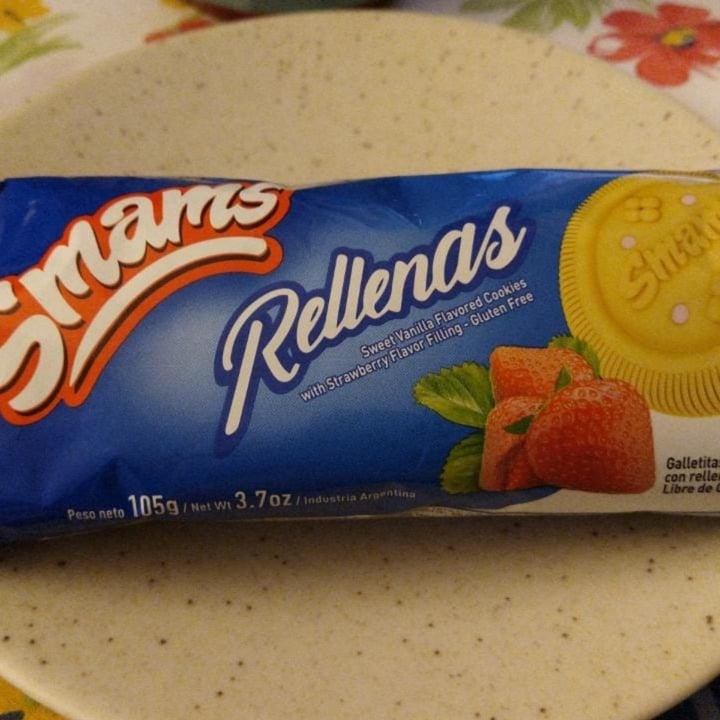 Smams
Rellenas
Sweet Vanilla Flavored Cookies
with Strawberry Flavor Filling - Gluten Free
Smam
Galletitas
con relle
Libre de
Peso neto 105g / Net Wt 3.7oz / Industria Argentina